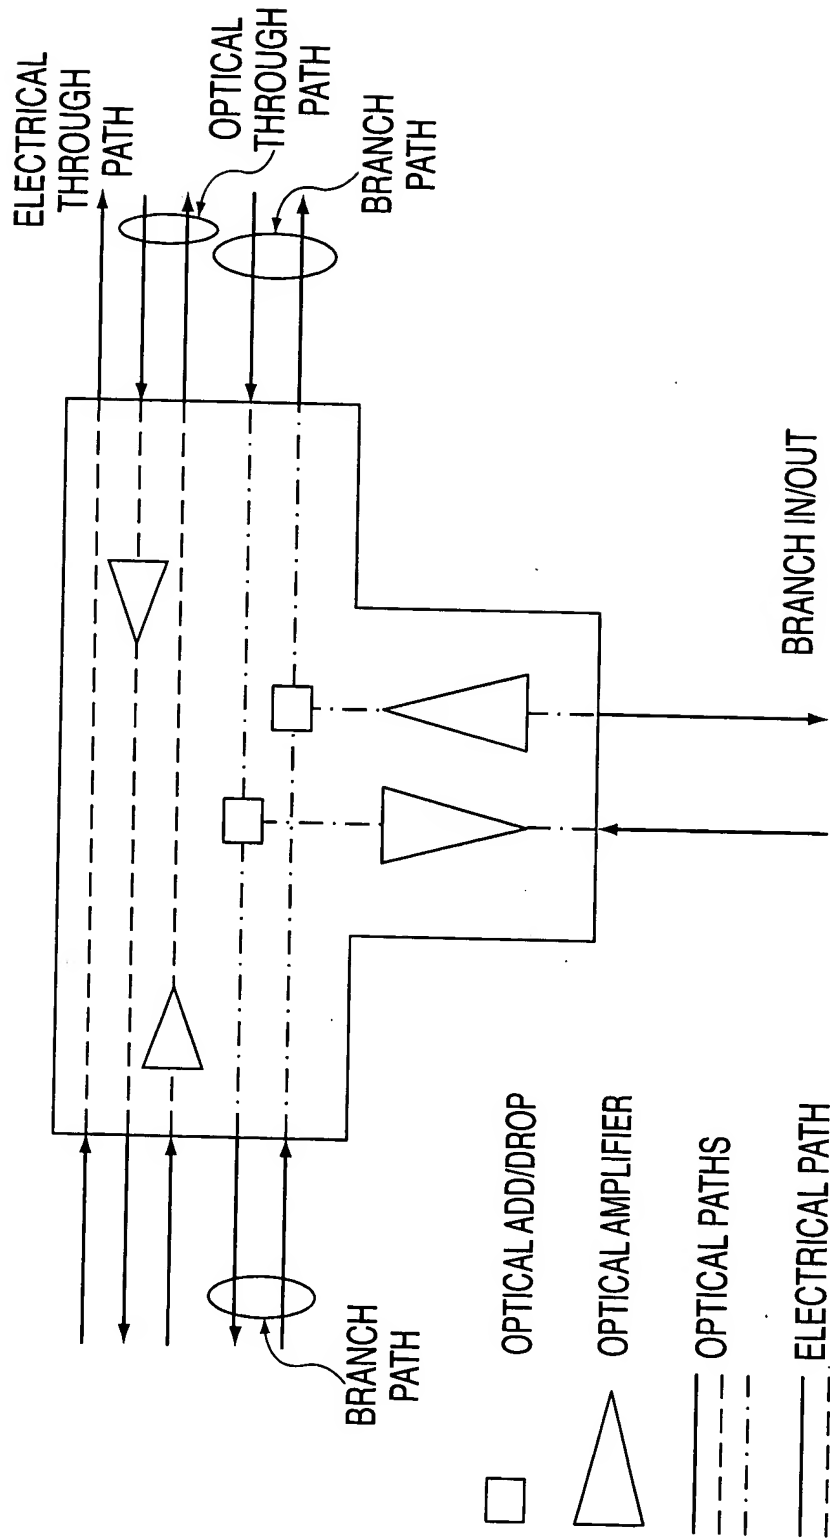 ELECTRICAL
THROUGH
PATH
OPTICAL
THROUGH
PATH
BRANCH
PATH
BRANCH IN/OUT
BRANCH
PATH
OPTICAL ADD/DROP
OPTICAL AMPLIFIER
OPTICAL PATHS
ELECTRICAL PATH